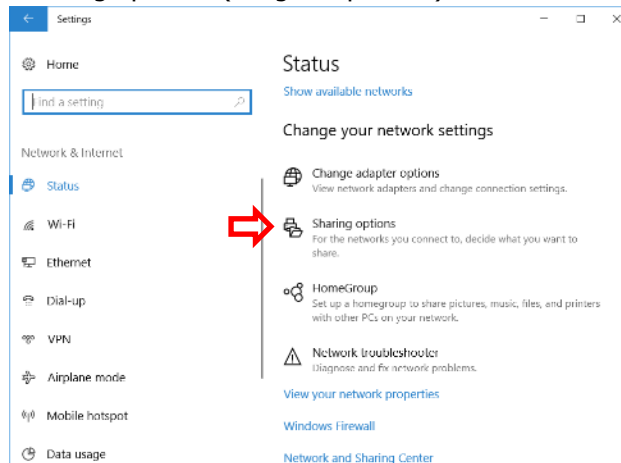 Settings
Home
Find a setting
Network & Internet
Status
Wi-Fi
Ethernet
Dial-up
VPN
Airplane mode
Mobile hotspot
Data usage
Status
Show available networks
Change your network settings
Change adapter options
View network adapters and change connection settings.
Sharing options
For the networks you connect to, decide what you want to
share.
HomeGroup
Set up a homegroup to share pictures, music, files, and printers
with other PCs on your network.
Network troubleshooter
Diagnose and fix network problems.
View your network properties
Windows Firewall
Network and Sharing Center